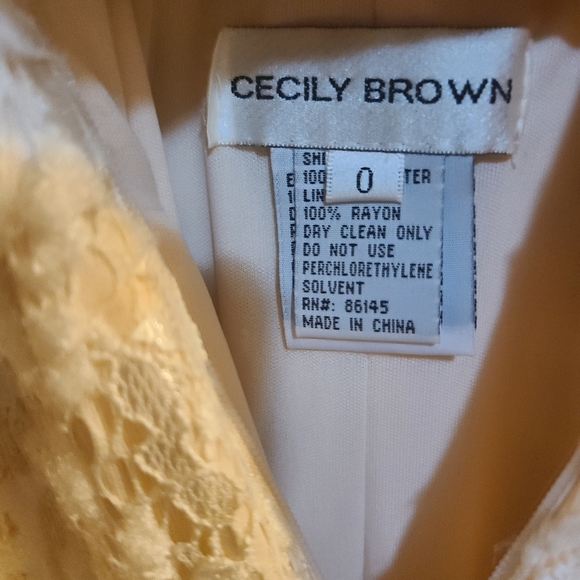 CECILY BROWN
0
100% RAYON
DRY CLEAN ONLY
DO NOT USE
PERCHLORETHYLENE
SOLVENT
RN#: 86145
MADE IN CHINA